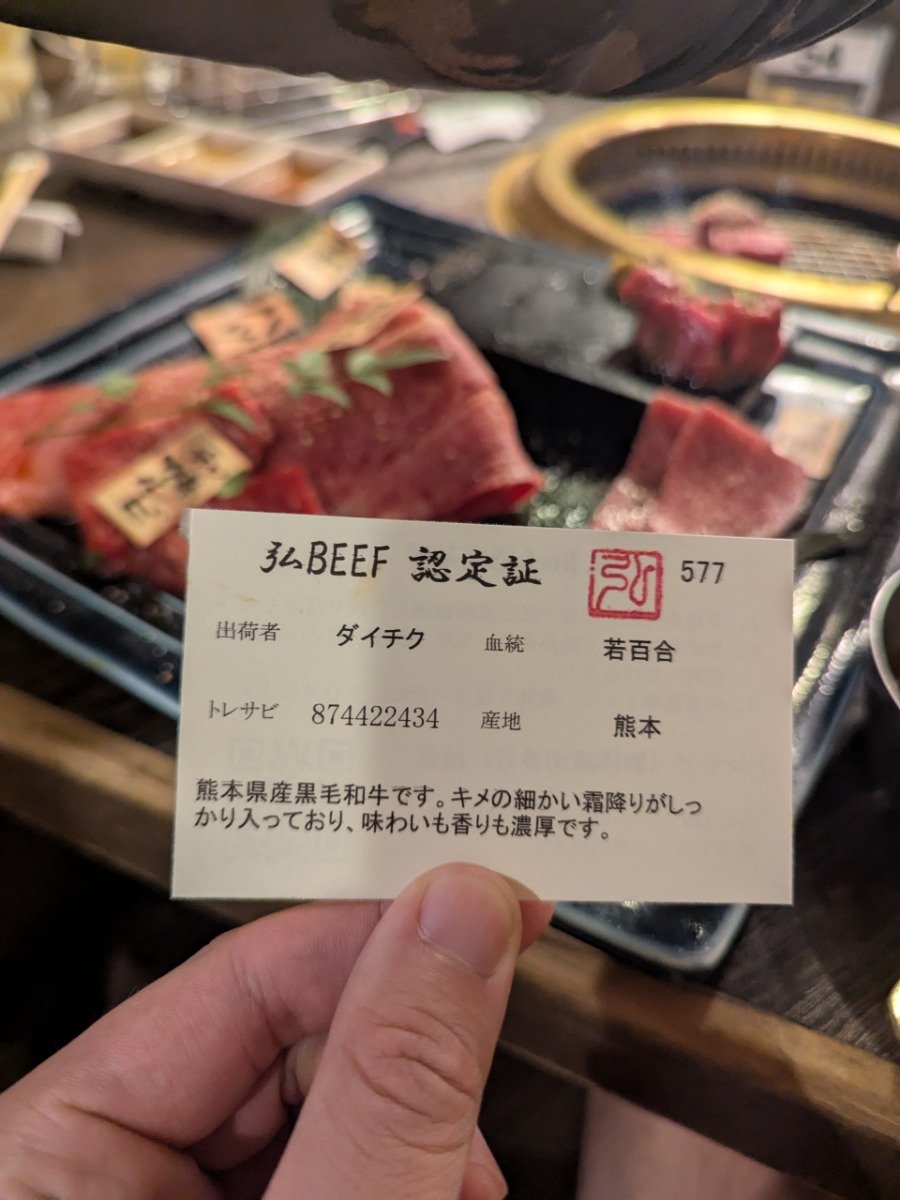 弘BEEF 認定証 弘 577
出荷者 ダイチク 血統 若百合
トレサビ 874422434 産地 熊本
熊本県産黒毛和牛です。キメの細かい霜降りがしっ
かり入っており、味わいも香りも濃厚です。